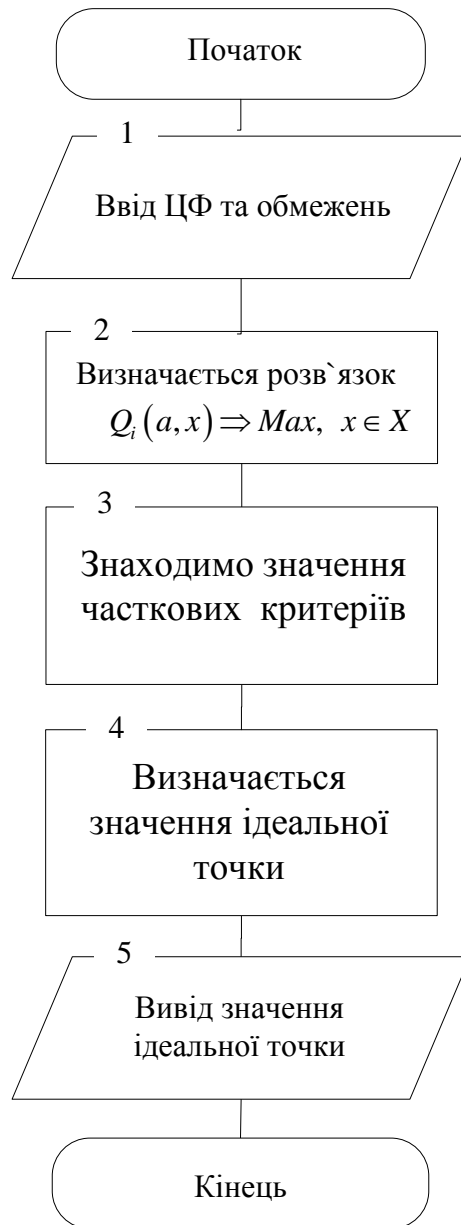 Початок
1
Ввід ЦФ та обмежень
2
Визначається розв`язок
Q_i (a, x) ⇒ Max, x ∈ X
3
Знаходимо значення
часткових критеріїв
4
Визначається
значення ідеальної
точки
5
Вивід значення
ідеальної точки
Кінець